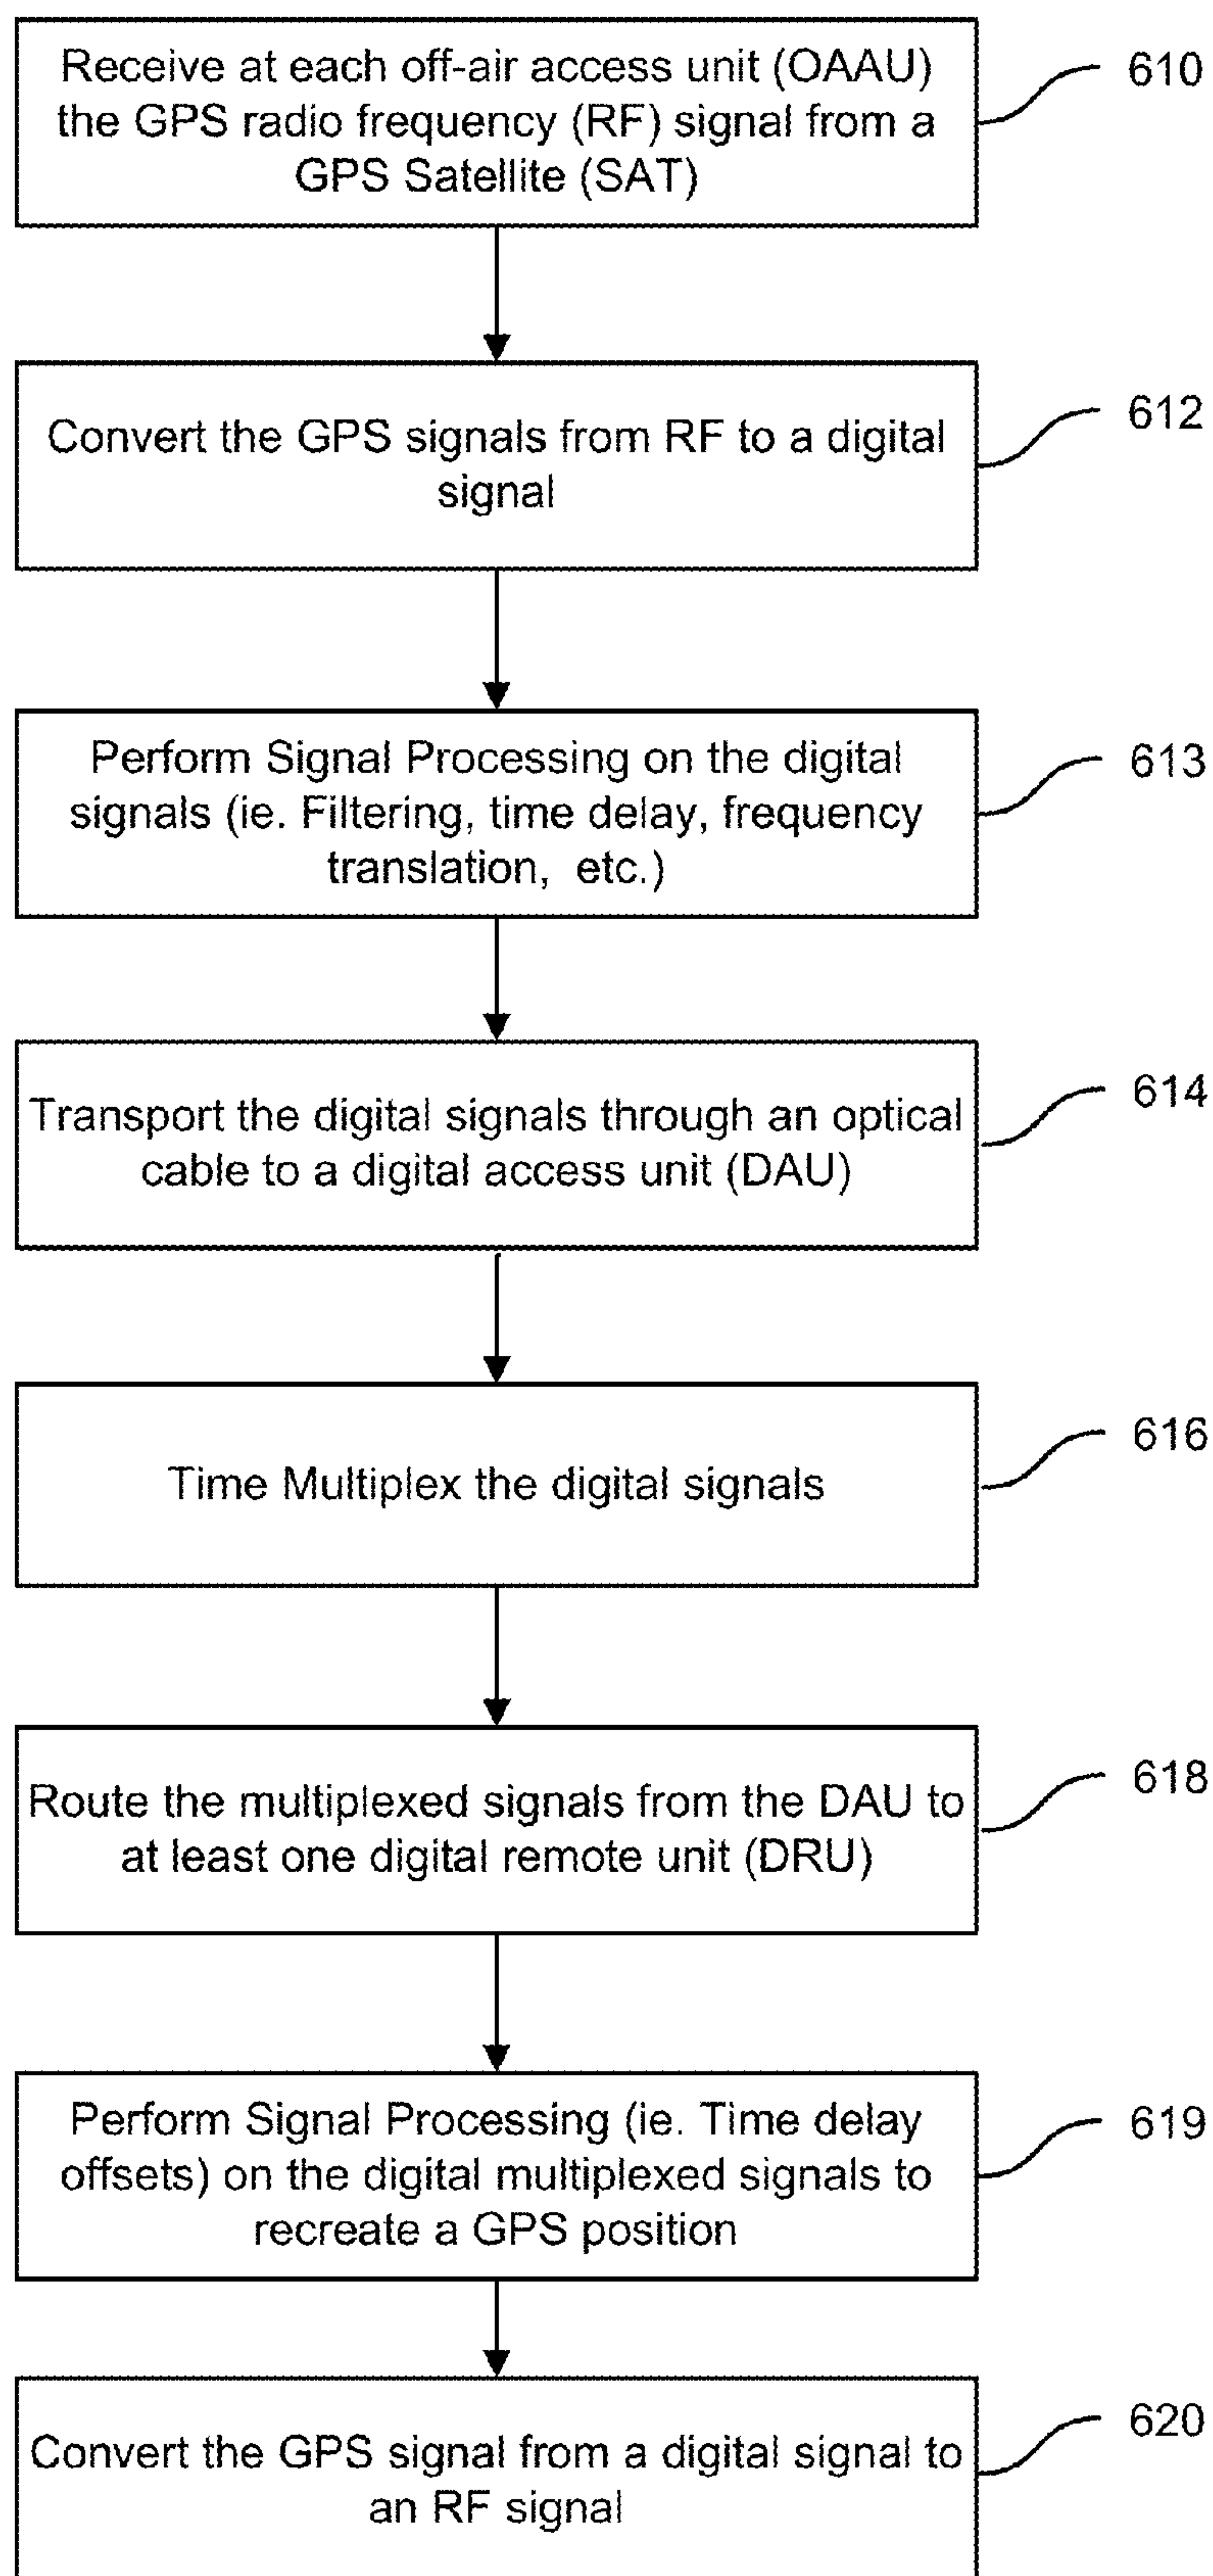 Receive at each off-air access unit (OAAU)
the GPS radio frequency (RF) signal from a
GPS Satellite (SAT)
610
Convert the GPS signals from RF to a digital
signal
612
Perform Signal Processing on the digital
signals (ie. Filtering, time delay, frequency
translation, etc.)
613
Transport the digital signals through an optical
cable to a digital access unit (DAU)
614
Time Multiplex the digital signals
616
Route the multiplexed signals from the DAU to
at least one digital remote unit (DRU)
618
Perform Signal Processing (ie. Time delay
offsets) on the digital multiplexed signals to
recreate a GPS position
619
Convert the GPS signal from a digital signal to
an RF signal
620